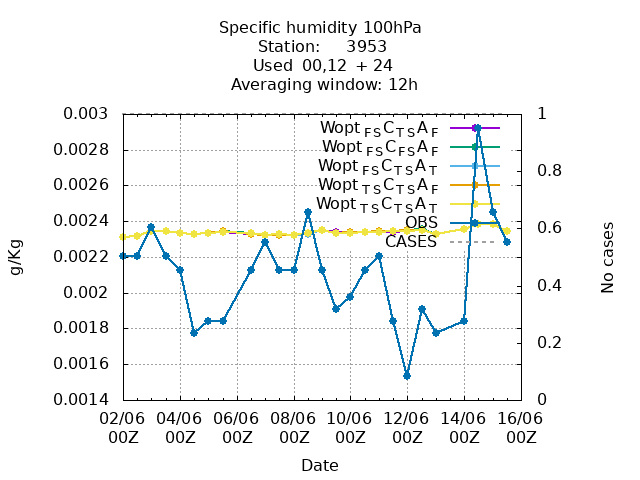 Specific humidity 100hPa
Station: 3953
Used 00,12 + 24
Averaging window: 12h
g/Kg
0.003
0.0028
0.0026
0.0024
0.0022
0.002
0.0018
0.0016
0.0014
Wopt FS C TS A F
Wopt FS C FS A F
Wopt FS C TS A T
Wopt TS C TS A F
Wopt TS C TS A T
OBS
CASES
1
0.8
0.6
0.4
0.2
0
No cases
02/06 04/06 06/06 08/06 10/06 12/06 14/06 16/06
00Z 00Z 00Z 00Z 00Z 00Z 00Z 00Z
Date